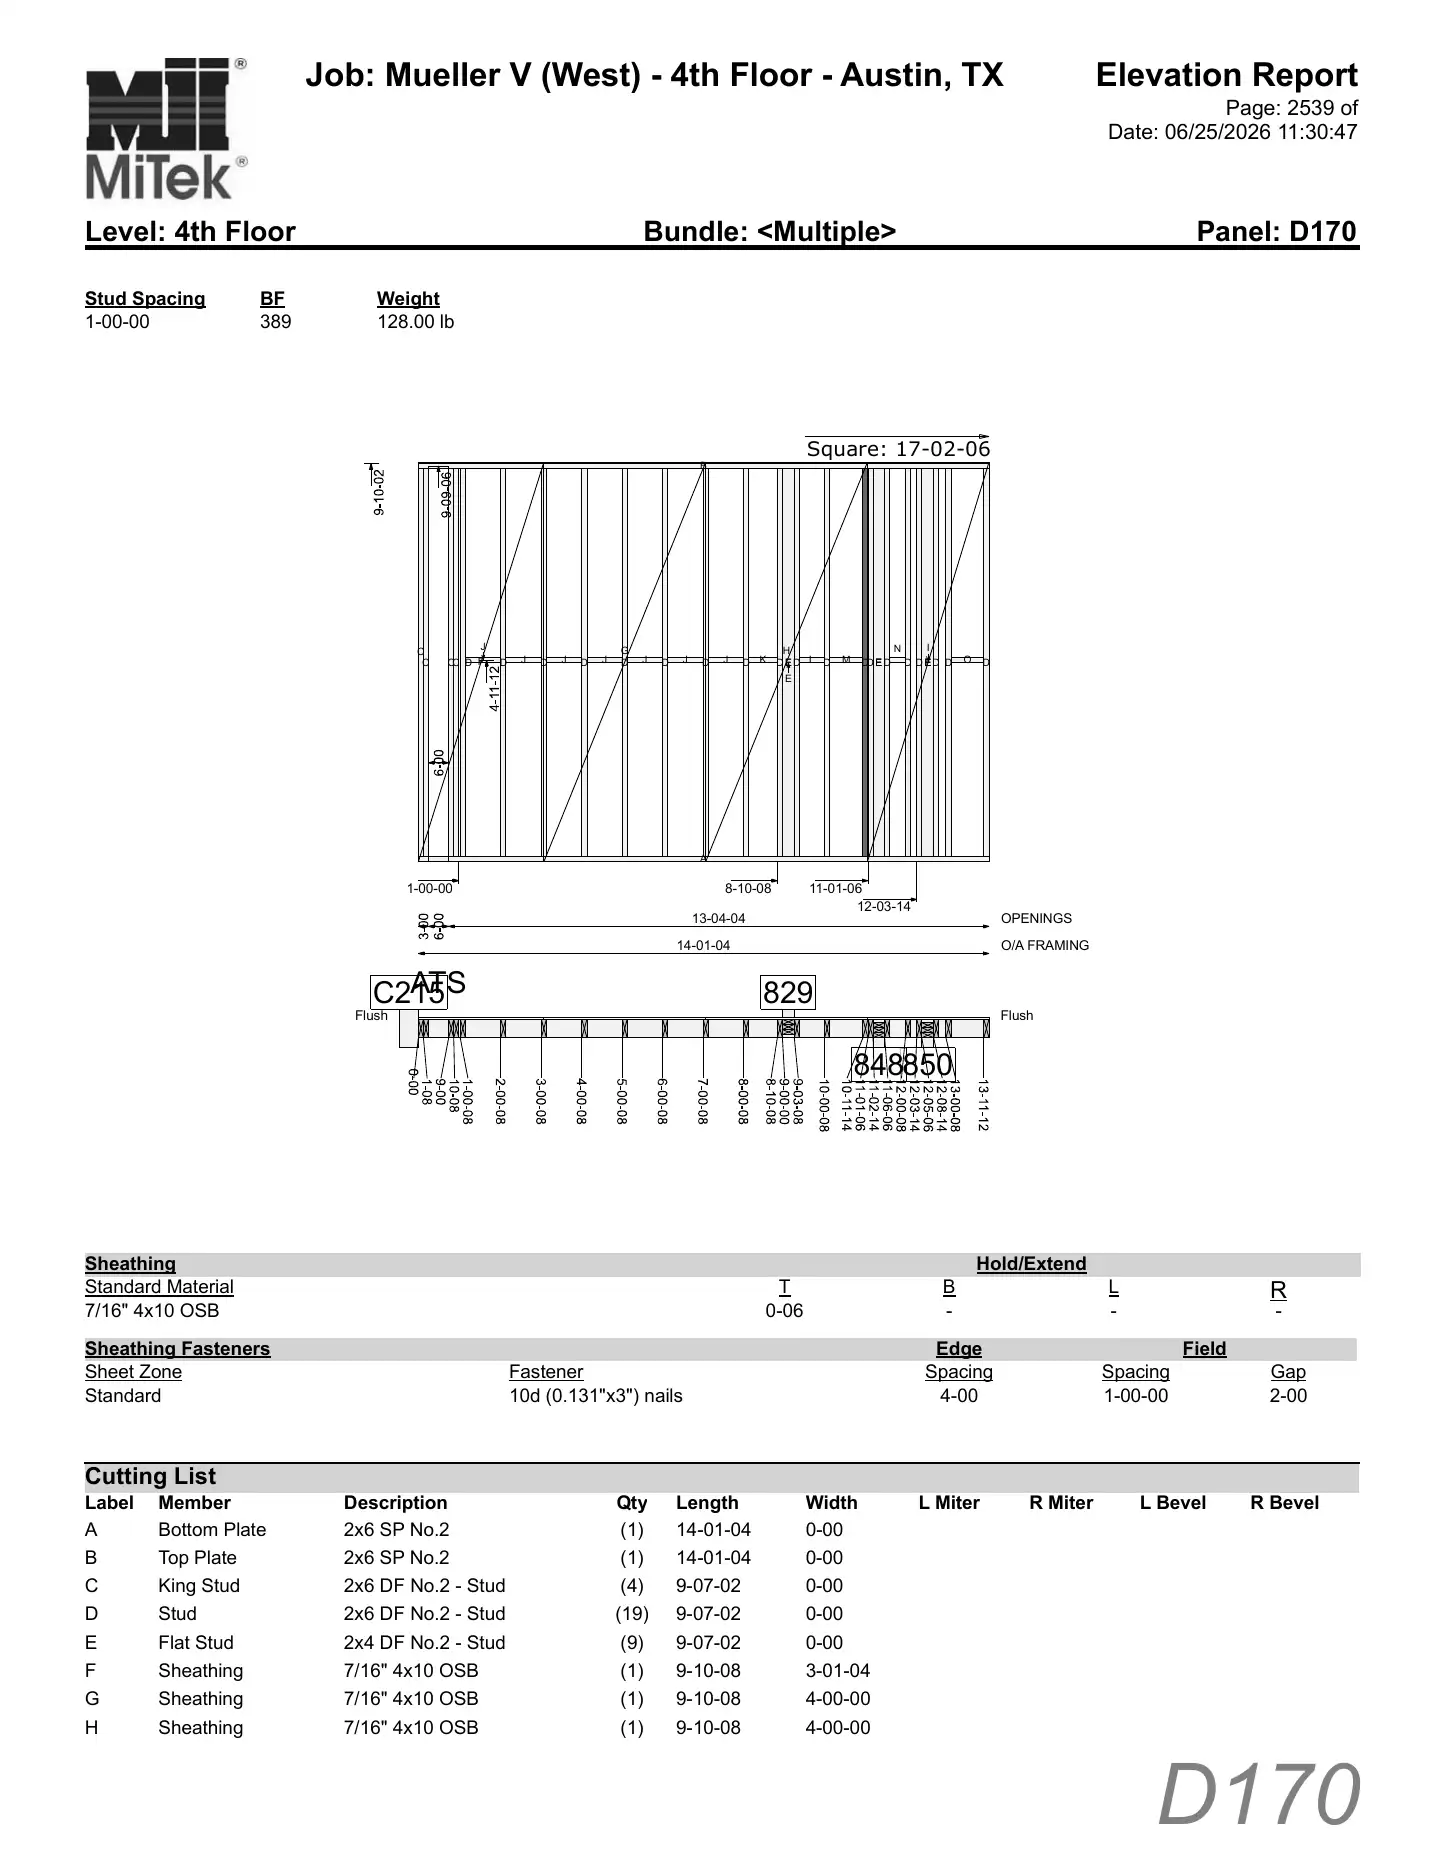 Job: Mueller V (West) - 4th Floor - Austin, TX
Elevation Report
Page: 2539 of
Date: 06/25/2026 11:30:47
MiTek
Level: 4th Floor Bundle: <Multiple> Panel: D170
Stud Spacing BF Weight
1-00-00 389 128.00 lb
Square: 17-02-06
9-10-02
9-09-06
J
G
H
N
I
J J J J J J K
M
E
E
O
E
4-11-12
6-00
A
1-00-00
8-10-08
11-01-06
12-03-14
3-00
6-00
13-04-04
OPENINGS
14-01-04
O/A FRAMING
ATS
C215
829
Flush
Flush
848
850
0-00
1-08
9-00
10-08
1-00-08
2-00-08
3-00-08
4-00-08
5-00-08
6-00-08
7-00-08
8-00-08
8-10-08
9-00-00
9-03-08
10-00-08
10-11-14
11-01-06
11-02-14
11-06-06
12-00-08
12-03-14
12-05-06
12-08-14
13-00-08
13-11-12
Sheathing Hold/Extend
Standard Material T B L R
7/16" 4x10 OSB 0-06 - - -
Sheathing Fasteners Edge Field
Sheet Zone Fastener Spacing Spacing Gap
Standard 10d (0.131"x3") nails 4-00 1-00-00 2-00
Cutting List
Label Member Description Qty Length Width L Miter R Miter L Bevel R Bevel
A Bottom Plate 2x6 SP No.2 (1) 14-01-04 0-00
B Top Plate 2x6 SP No.2 (1) 14-01-04 0-00
C King Stud 2x6 DF No.2 - Stud (4) 9-07-02 0-00
D Stud 2x6 DF No.2 - Stud (19) 9-07-02 0-00
E Flat Stud 2x4 DF No.2 - Stud (9) 9-07-02 0-00
F Sheathing 7/16" 4x10 OSB (1) 9-10-08 3-01-04
G Sheathing 7/16" 4x10 OSB (1) 9-10-08 4-00-00
H Sheathing 7/16" 4x10 OSB (1) 9-10-08 4-00-00
D170